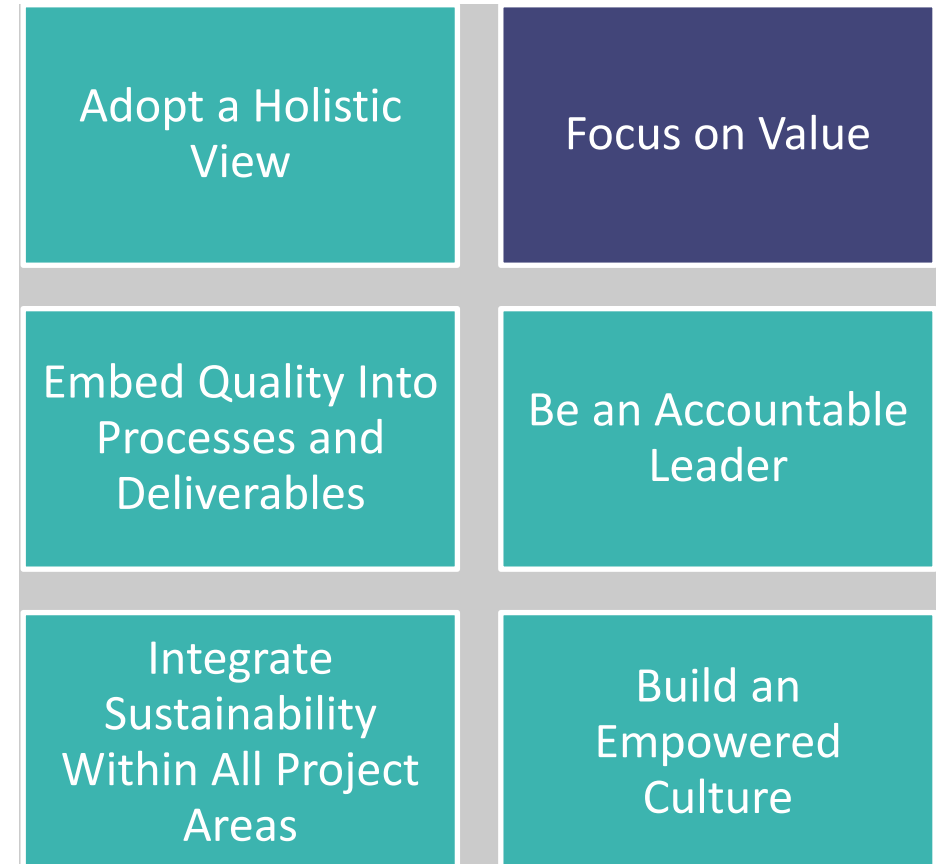 Adopt a Holistic
View
Focus on Value
Embed Quality Into
Processes and
Deliverables
Be an Accountable
Leader
Integrate
Sustainability
Within All Project
Areas
Build an
Empowered
Culture